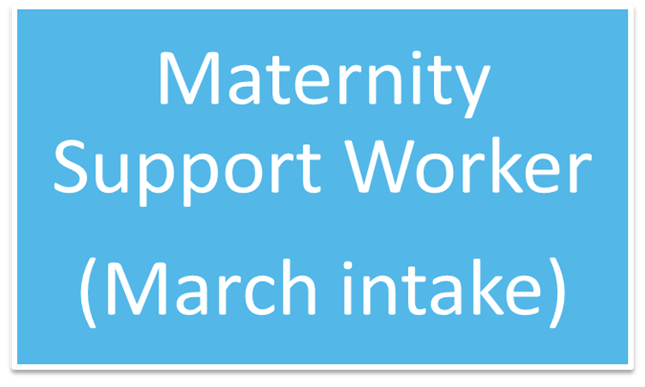 Maternity
Support Worker
(March intake)